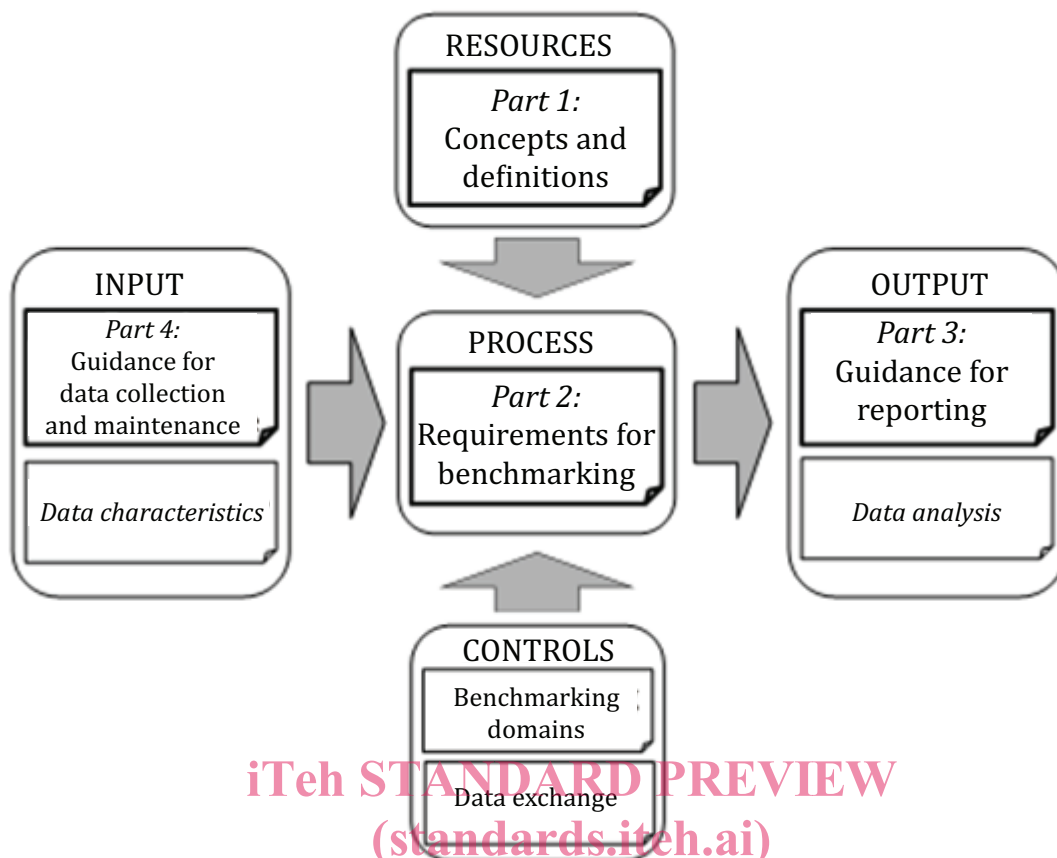 RESOURCES
Part 1:
Concepts and
definitions
INPUT
Part 4:
Guidance for
data collection
and maintenance
Data characteristics
PROCESS
Part 2:
Requirements for
benchmarking
OUTPUT
Part 3:
Guidance for
reporting
Data analysis
CONTROLS
Benchmarking
domains
Data exchange
iTeh STANDARD PREVIEW
(standards.iteh.ai)